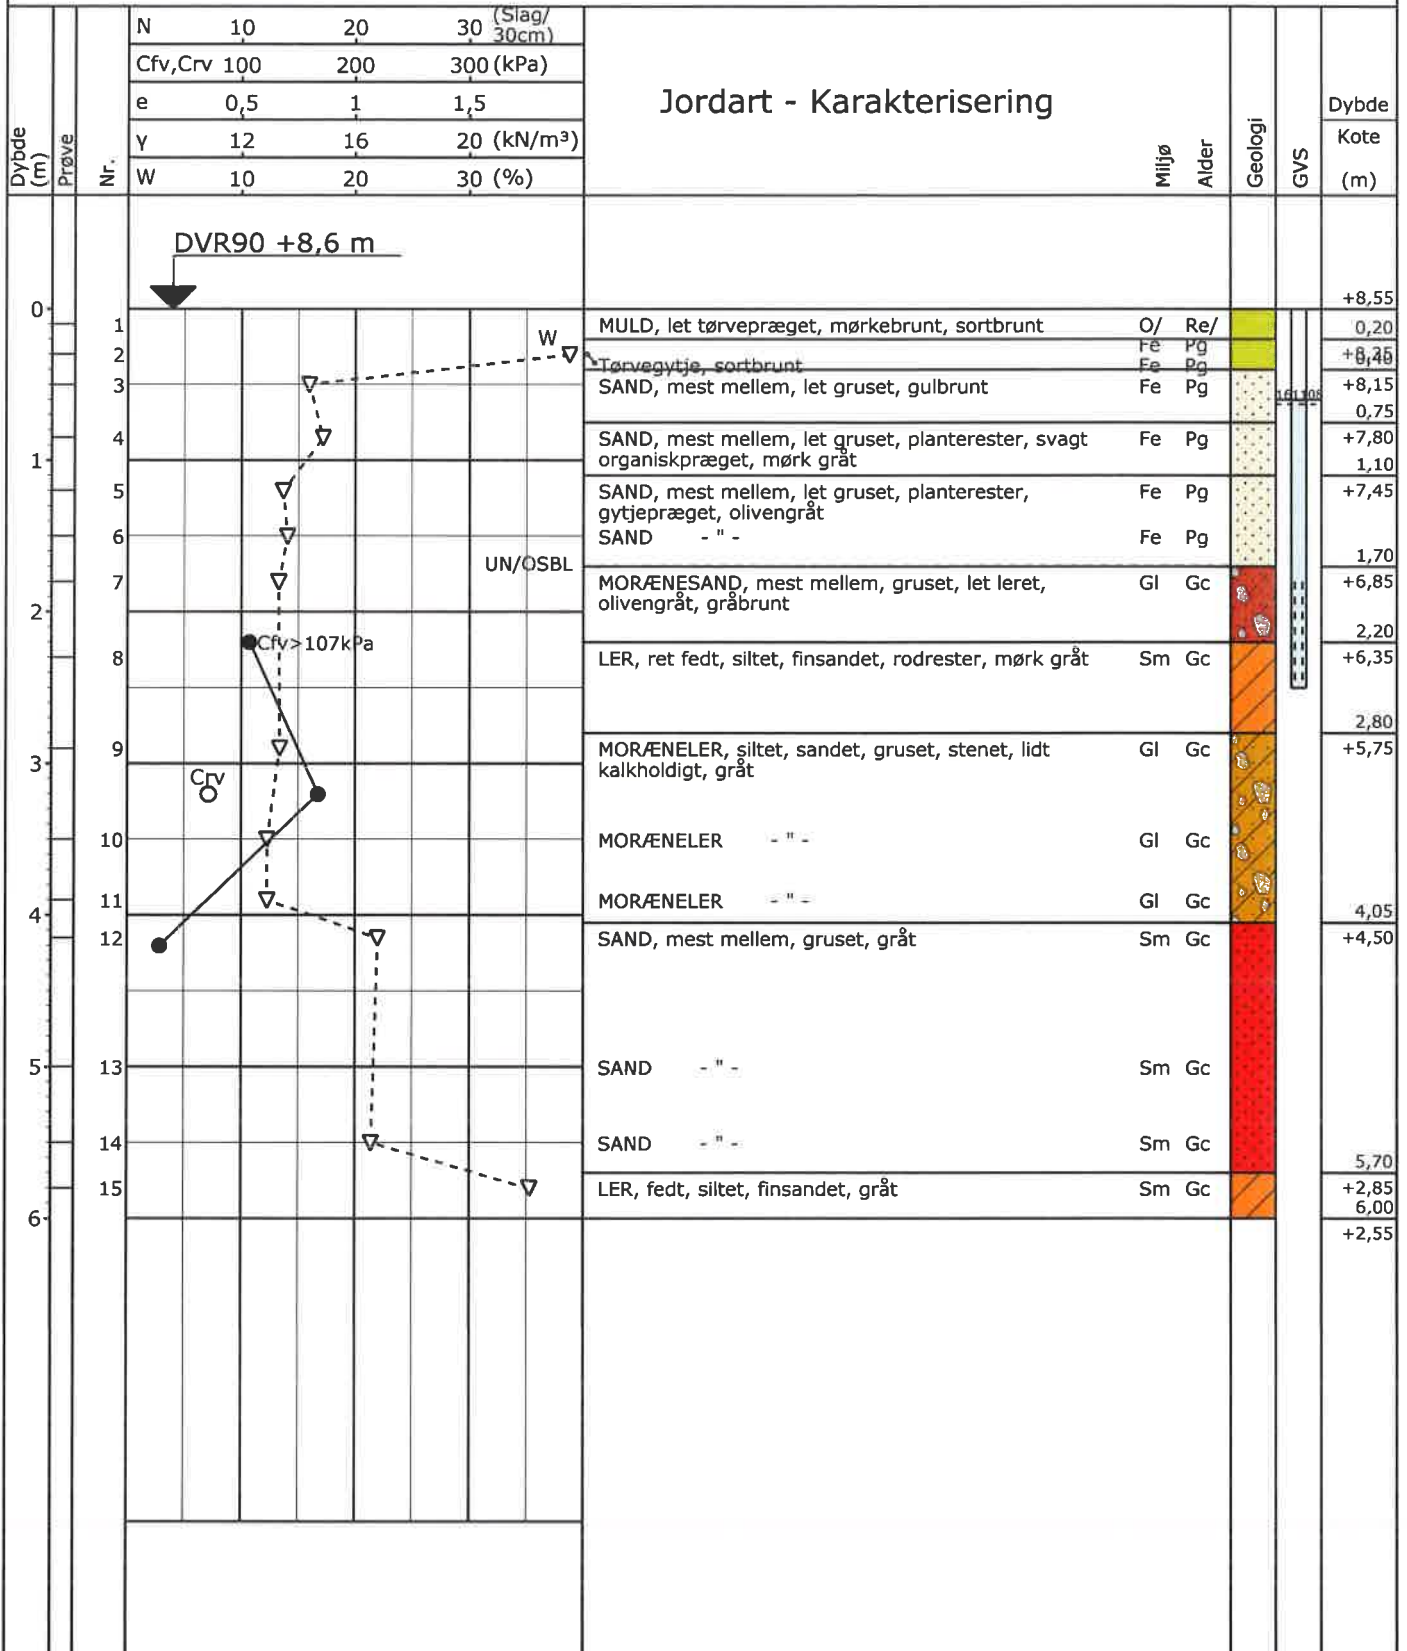 N 10 20 30 (Slag/ 30cm)
Cfv,Crv 100 200 300 (kPa)
e 0,5 1 1,5
γ 12 16 20 (kN/m³)
W 10 20 30 (%)
Dybde (m)
Prøve
Nr.
Jordart - Karakterisering
Miljø
Alder
Geologi
GVS
Dybde
Kote
(m)
DVR90 +8,6 m
+8,55
0
1 MULD, let tørvepræget, mørkebrunt, sortbrunt O/ Re/ 0,20
Fe Pg
2 W +8,35
0,40
Tørvegytje, sortbrunt Fe Pg
3 SAND, mest mellem, let gruset, gulbrunt Fe Pg +8,15
0,75
4 SAND, mest mellem, let gruset, planterester, svagt Fe Pg +7,80
organiskpræget, mørk gråt
1 1,10
5 SAND, mest mellem, let gruset, planterester, Fe Pg +7,45
gytjepræget, olivengråt
6 SAND - " - Fe Pg
1,70
UN/OSBL
7 MORÆNESAND, mest mellem, gruset, let leret, Gl Gc +6,85
olivengråt, gråbrunt
2 2,20
Cfv>107kPa
8 LER, ret fedt, siltet, finsandet, rodrester, mørk gråt Sm Gc +6,35
2,80
9 MORÆNELER, siltet, sandet, gruset, stenet, lidt Gl Gc +5,75
kalkholdigt, gråt
3
Crv
10 MORÆNELER - " - Gl Gc
11 MORÆNELER - " - Gl Gc
4 4,05
12 SAND, mest mellem, gruset, gråt Sm Gc +4,50
5 13 SAND - " - Sm Gc
14 SAND - " - Sm Gc
5,70
15 LER, fedt, siltet, finsandet, gråt Sm Gc +2,85
6 6,00
+2,55